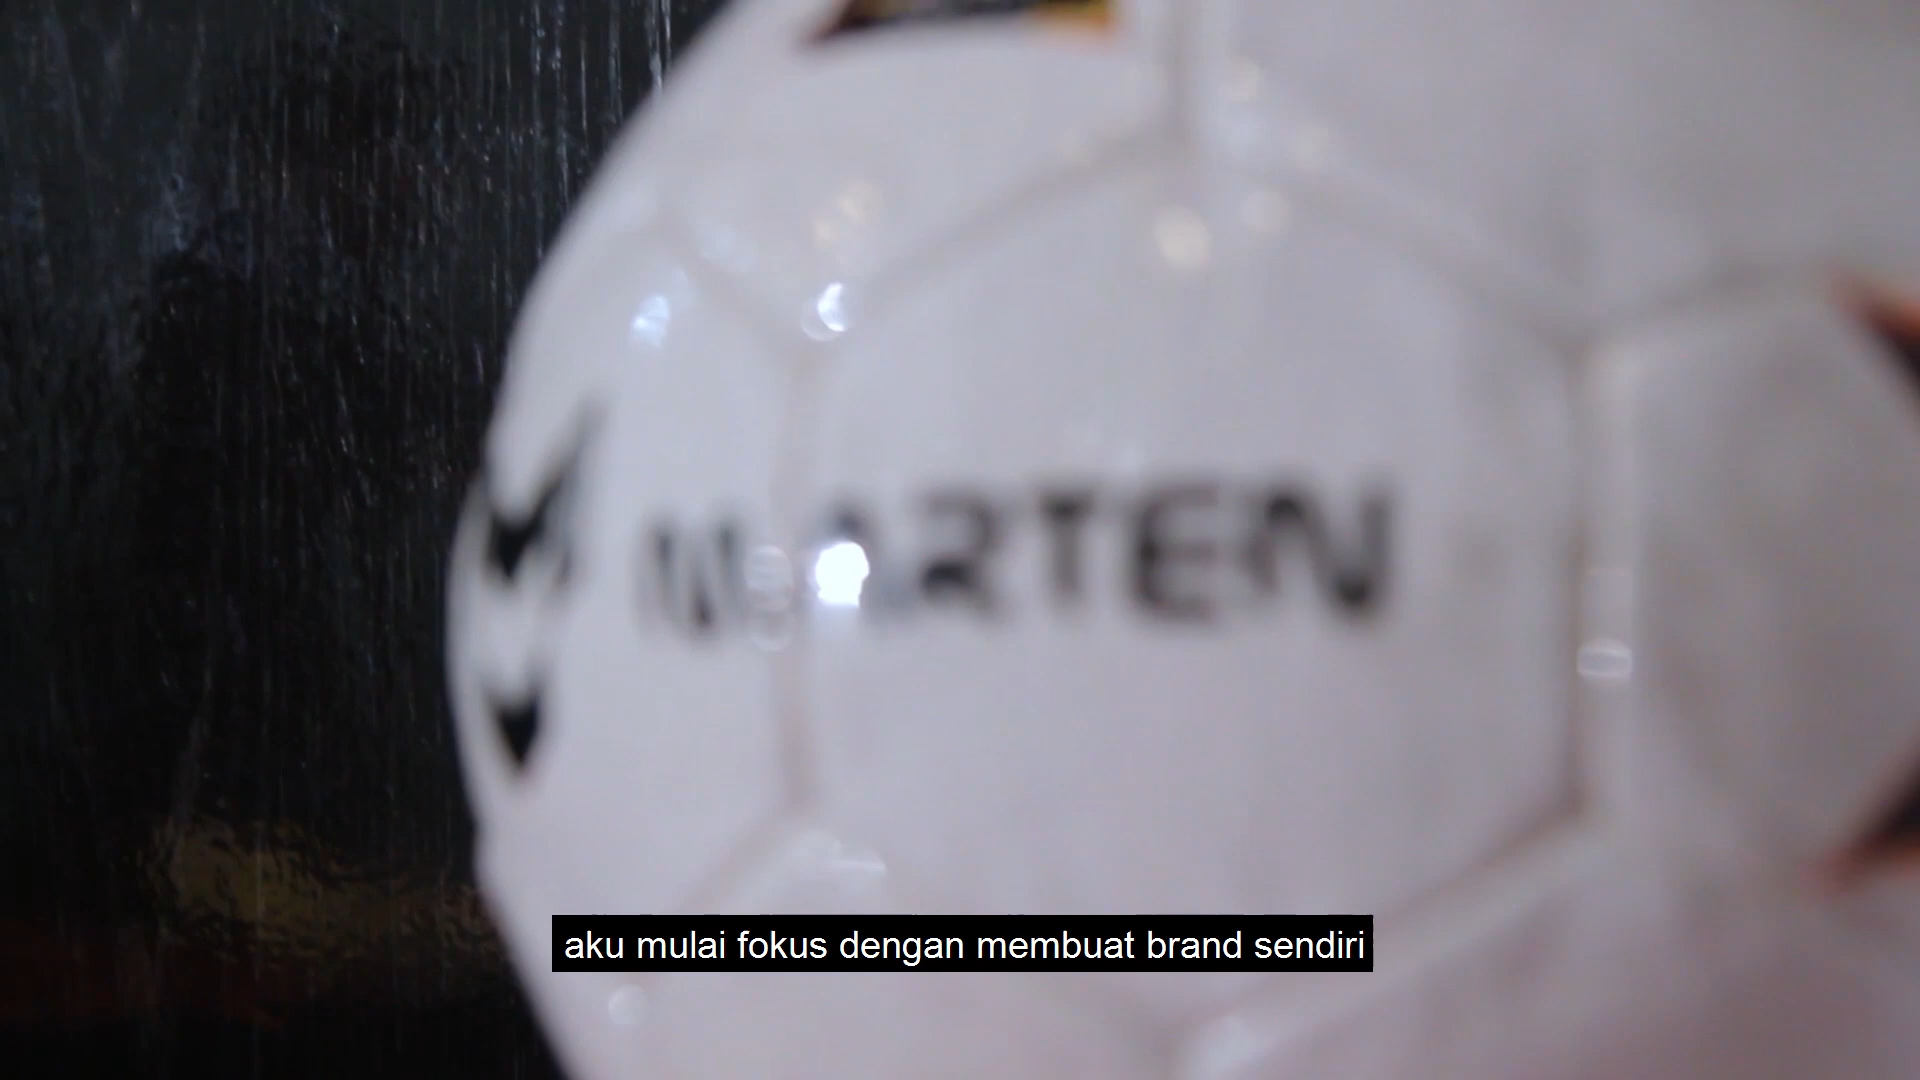 aku mulai fokus dengan membuat brand sendiri